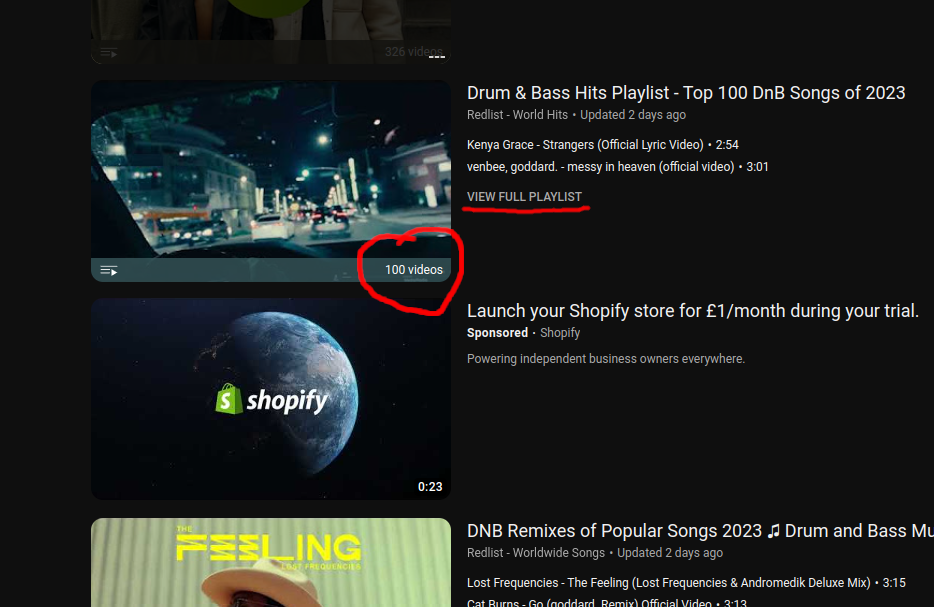 326 videos
Drum & Bass Hits Playlist - Top 100 DnB Songs of 2023
Redlist - World Hits • Updated 2 days ago
Kenya Grace - Strangers (Official Lyric Video) • 2:54
venbee, goddard. - messy in heaven (official video) • 3:01
VIEW FULL PLAYLIST
100 videos
Launch your Shopify store for £1/month during your trial.
Sponsored · Shopify
Powering independent business owners everywhere.
shopify
0:23
DNB Remixes of Popular Songs 2023 ♫ Drum and Bass Mu
Redlist - Worldwide Songs • Updated 2 days ago
THE
FEELING
LOST FREQUENCIES
Lost Frequencies - The Feeling (Lost Frequencies & Andromedik Deluxe Mix) • 3:15
Cat Burns - Go (goddard. Remix) Official Video • 3:13